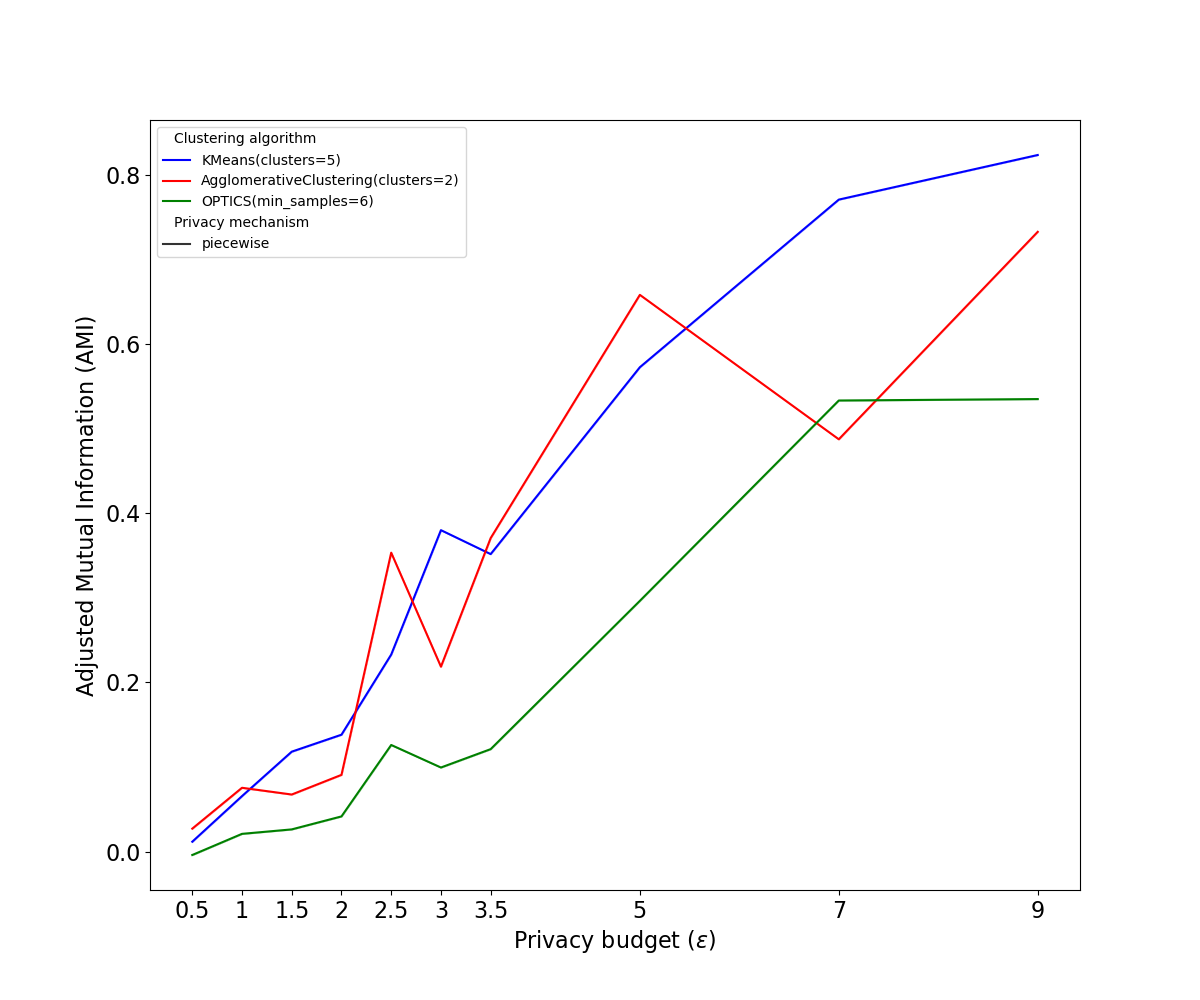 Clustering algorithm
KMeans(clusters=5)
AgglomerativeClustering(clusters=2)
OPTICS(min_samples=6)
Privacy mechanism
piecewise
Adjusted Mutual Information (AMI)
0.8
0.6
0.4
0.2
0.0
0.5 1 1.5 2 2.5 3 3.5 5 7 9
Privacy budget (ε)